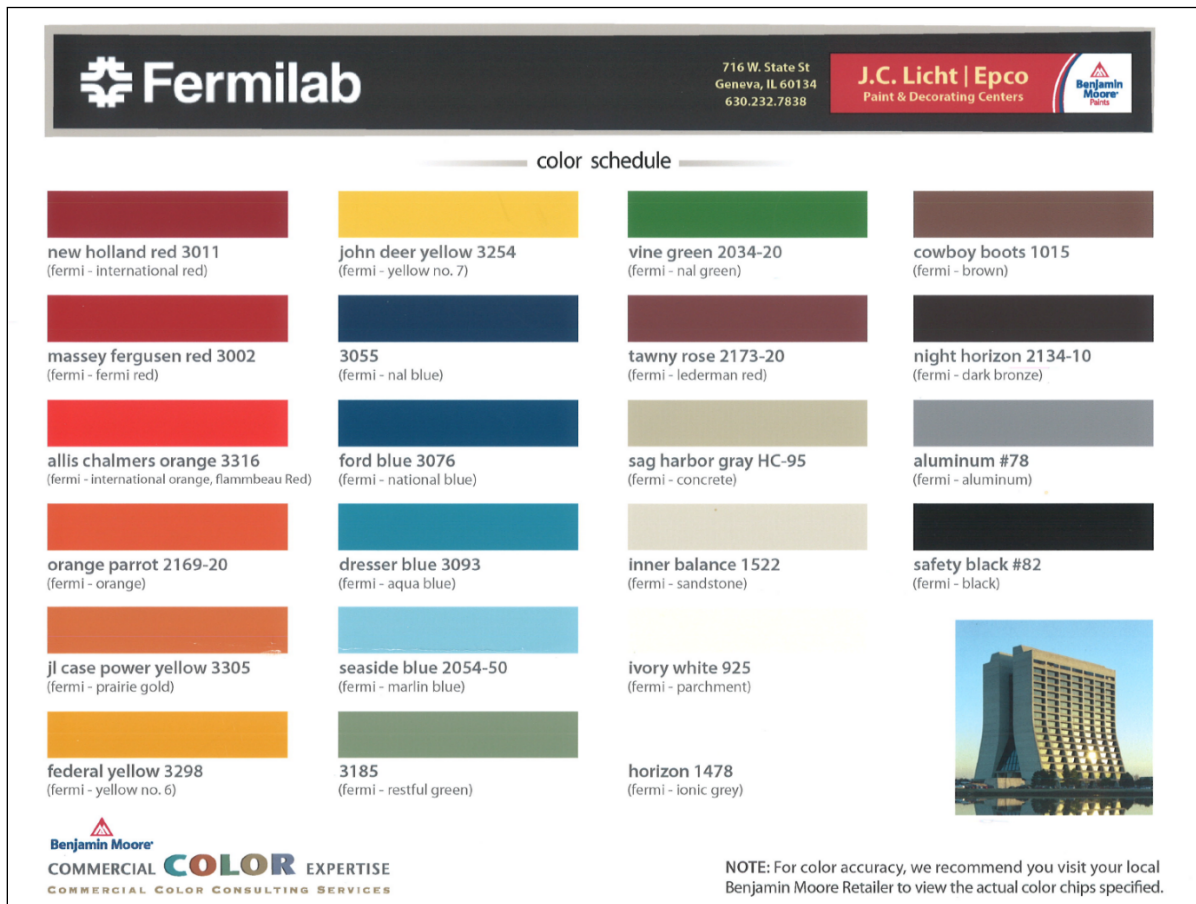 Fermilab
716 W. State St
Geneva, IL 60134
630.232.7838
J.C. Licht | Epco
Paint & Decorating Centers
Benjamin
Moore®
Paints
color schedule
new holland red 3011
(fermi - international red)
massey fergusen red 3002
(fermi - fermi red)
allis chalmers orange 3316
(fermi - international orange, flammbeau Red)
orange parrot 2169-20
(fermi - orange)
jl case power yellow 3305
(fermi - prairie gold)
federal yellow 3298
(fermi - yellow no. 6)
john deer yellow 3254
(fermi - yellow no. 7)
3055
(fermi - nal blue)
ford blue 3076
(fermi - national blue)
dresser blue 3093
(fermi - aqua blue)
seaside blue 2054-50
(fermi - marlin blue)
3185
(fermi - restful green)
vine green 2034-20
(fermi - nal green)
tawny rose 2173-20
(fermi - lederman red)
sag harbor gray HC-95
(fermi - concrete)
inner balance 1522
(fermi - sandstone)
ivory white 925
(fermi - parchment)
horizon 1478
(fermi - ionic grey)
cowboy boots 1015
(fermi - brown)
night horizon 2134-10
(fermi - dark bronze)
aluminum #78
(fermi - aluminum)
safety black #82
(fermi - black)
Benjamin Moore®
COMMERCIAL COLOR EXPERTISE
COMMERCIAL COLOR CONSULTING SERVICES
NOTE: For color accuracy, we recommend you visit your local
Benjamin Moore Retailer to view the actual color chips specified.